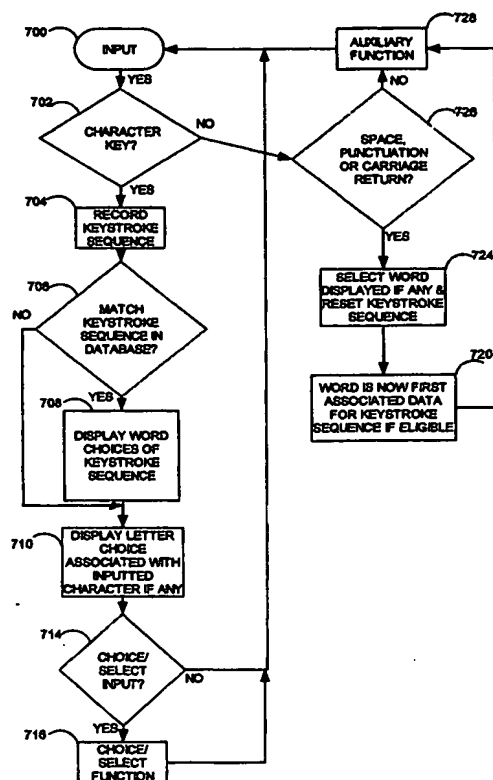 700
INPUT
YES
702
CHARACTER
KEY?
NO
YES
704
RECORD
KEYSTROKE
SEQUENCE
706
MATCH
KEYSTROKE
SEQUENCE IN
DATABASE?
NO
YES
708
DISPLAY WORD
CHOICES OF
KEYSTROKE
SEQUENCE
710
DISPLAY LETTER
CHOICE
ASSOCIATED WITH
INPUTTED
CHARACTER IF ANY
714
CHOICE/
SELECT
INPUT?
NO
YES
716
CHOICE/
SELECT
FUNCTION
728
AUXILIARY
FUNCTION
NO
726
SPACE,
PUNCTUATION
OR CARRIAGE
RETURN?
YES
724
SELECT WORD
DISPLAYED IF ANY &
RESET KEYSTROKE
SEQUENCE
720
WORD IS NOW FIRST
ASSOCIATED DATA
FOR KEYSTROKE
SEQUENCE IF ELIGIBLE